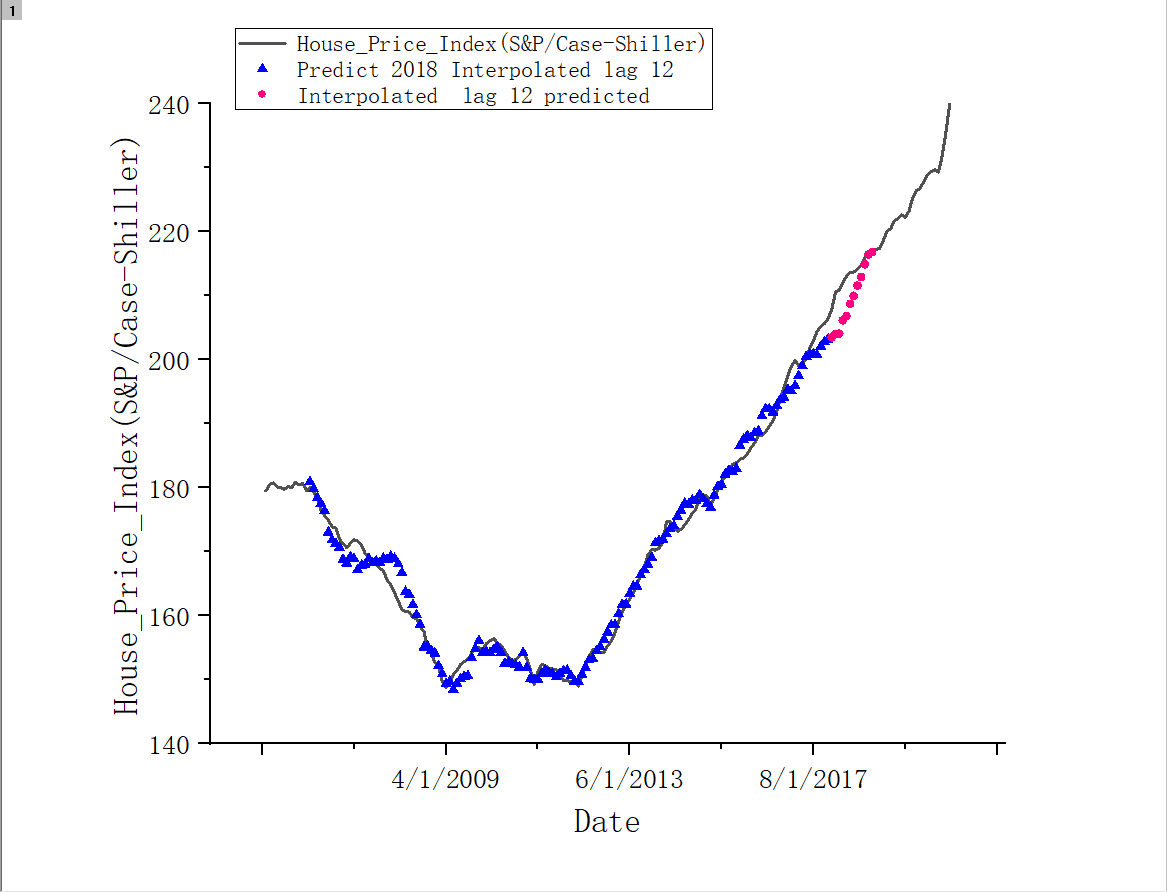 1
House_Price_Index(S&P/Case-Shiller)
Predict 2018 Interpolated lag 12
Interpolated  lag 12 predicted
240
220
200
180
160
140
House_Price_Index(S&P/Case-Shiller)
4/1/2009 6/1/2013 8/1/2017
Date